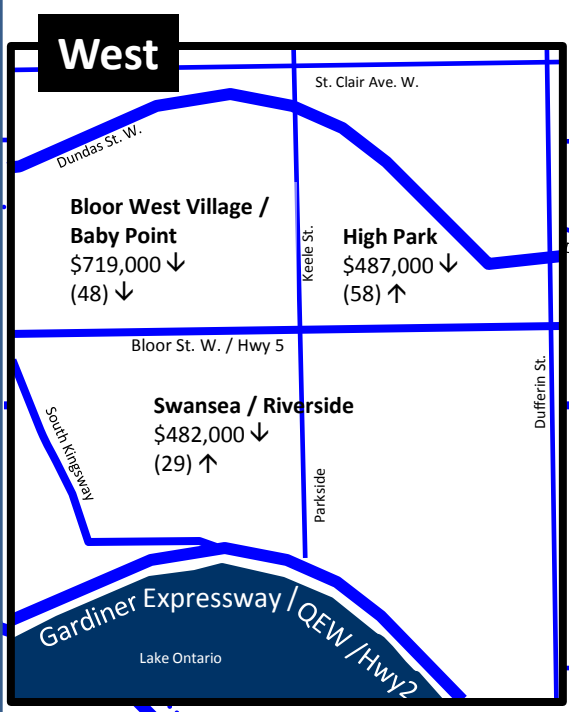 West
St. Clair Ave. W.
Dundas St. W.
Bloor West Village /
Baby Point
$719,000 ↓
(48) ↓
Keele St.
High Park
$487,000 ↓
(58) ↑
Bloor St. W. / Hwy 5
Dufferin St.
Swansea / Riverside
$482,000 ↓
(29) ↑
South Kingsway
Parkside
Gardiner Expressway / QEW /Hwy2
Lake Ontario